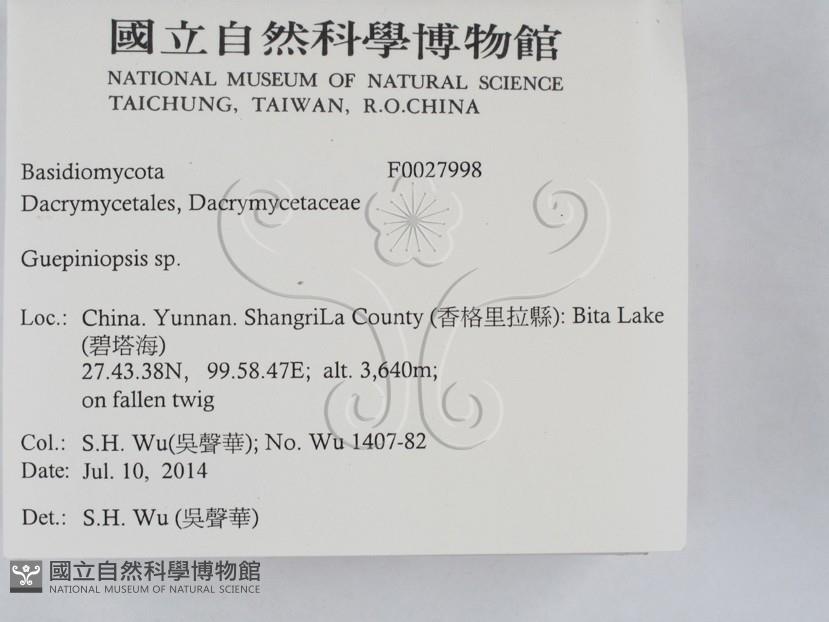 國立自然科學博物館
NATIONAL MUSEUM OF NATURAL SCIENCE
TAICHUNG, TAIWAN, R.O.CHINA
Basidiomycota F0027998
Dacrymycetales, Dacrymycetaceae
Guepiniopsis sp.
Loc.: China. Yunnan. ShangriLa County (香格里拉縣): Bita Lake
(碧塔海)
27.43.38N, 99.58.47E; alt. 3,640m;
on fallen twig
Col.: S.H. Wu(吳聲華); No. Wu 1407-82
Date: Jul. 10, 2014
Det.: S.H. Wu (吳聲華)
國立自然科學博物館
NATIONAL MUSEUM OF NATURAL SCIENCE